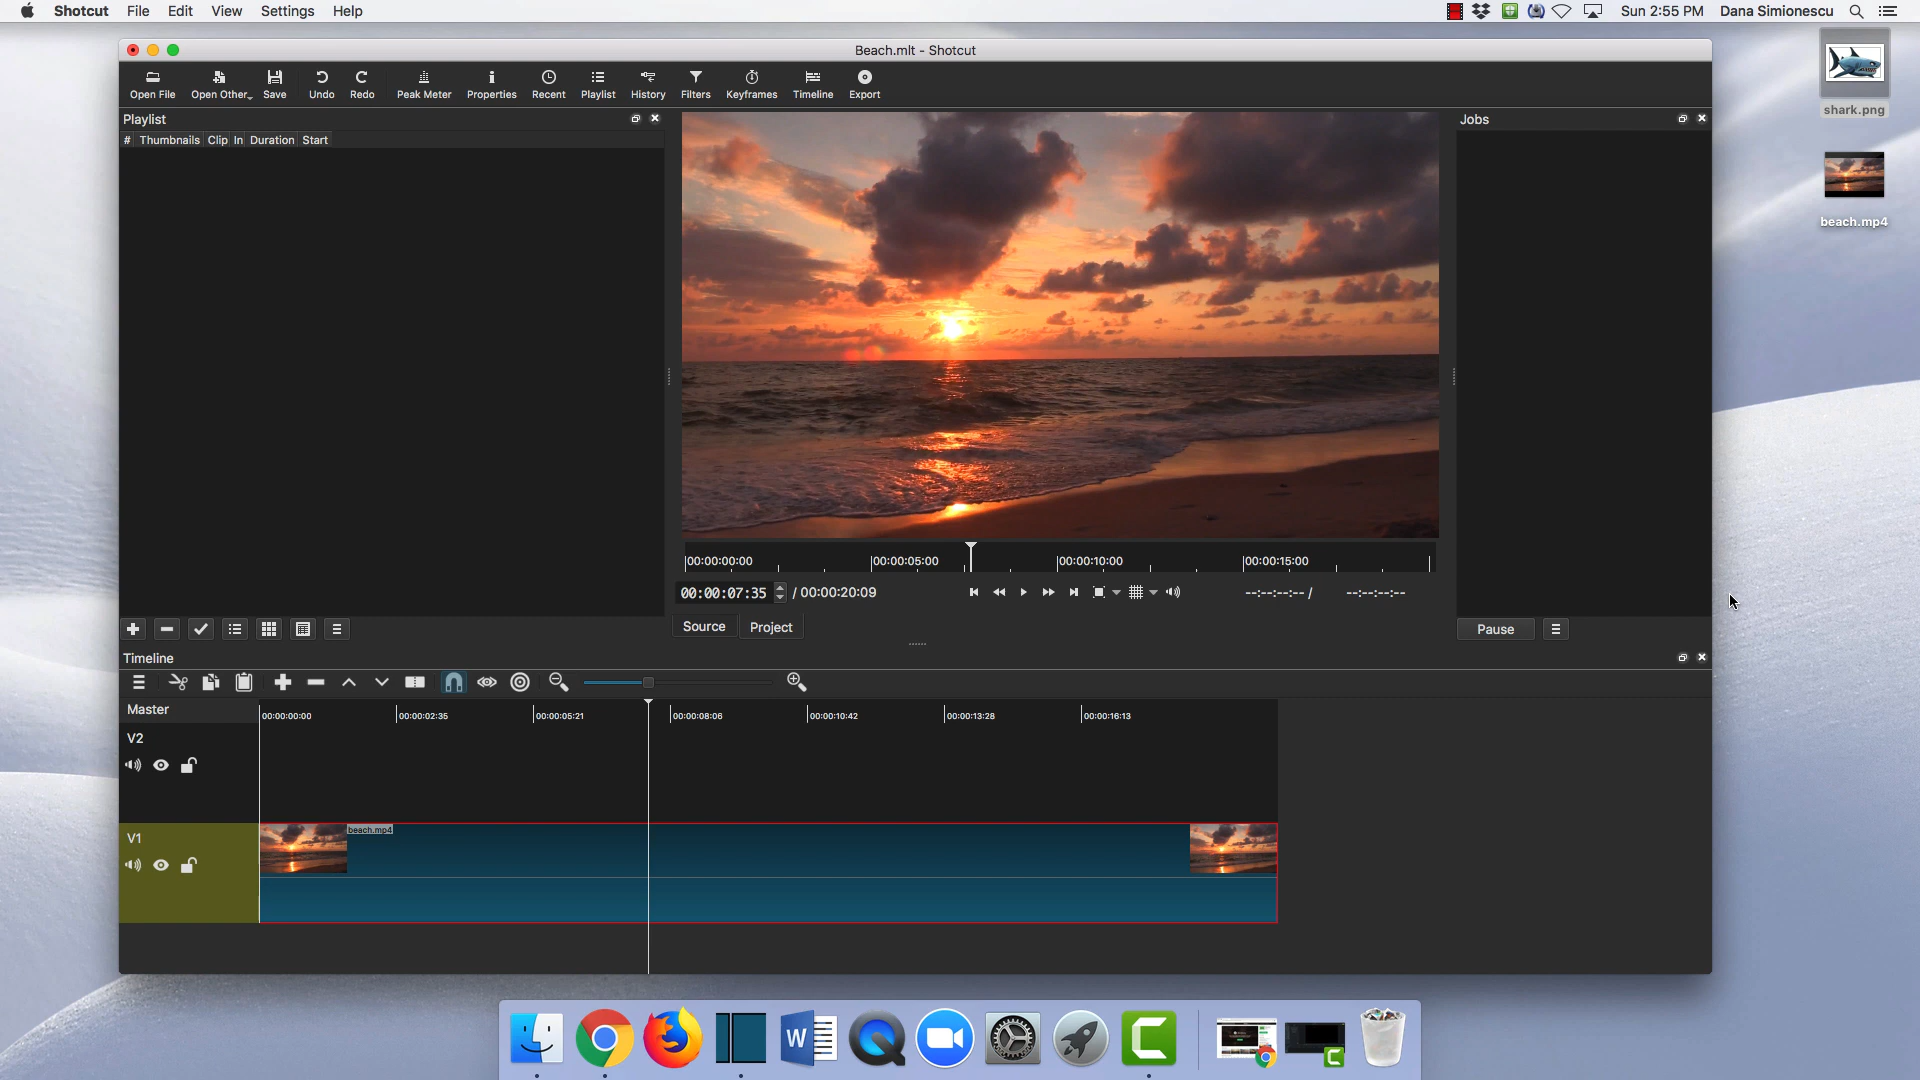 Shotcut File Edit View Settings Help
Sun 2:55 PM Dana Simionescu
Beach.mlt - Shotcut
Open File Open Other... Save Undo Redo Peak Meter Properties Recent Playlist History Filters Keyframes Timeline Export
shark.png
Playlist
# Thumbnails Clip In Duration Start
Jobs
beach.mp4
00:00:00:00 00:00:05:00 00:00:10:00 00:00:15:00
00:00:07:35 / 00:00:20:09 --:--:--:-- / --:--:--:--
Source Project
Pause
Timeline
Master
00:00:00:00 00:00:02:35 00:00:05:21 00:00:08:06 00:00:10:42 00:00:13:28 00:00:16:13
V2
V1
beach.mp4